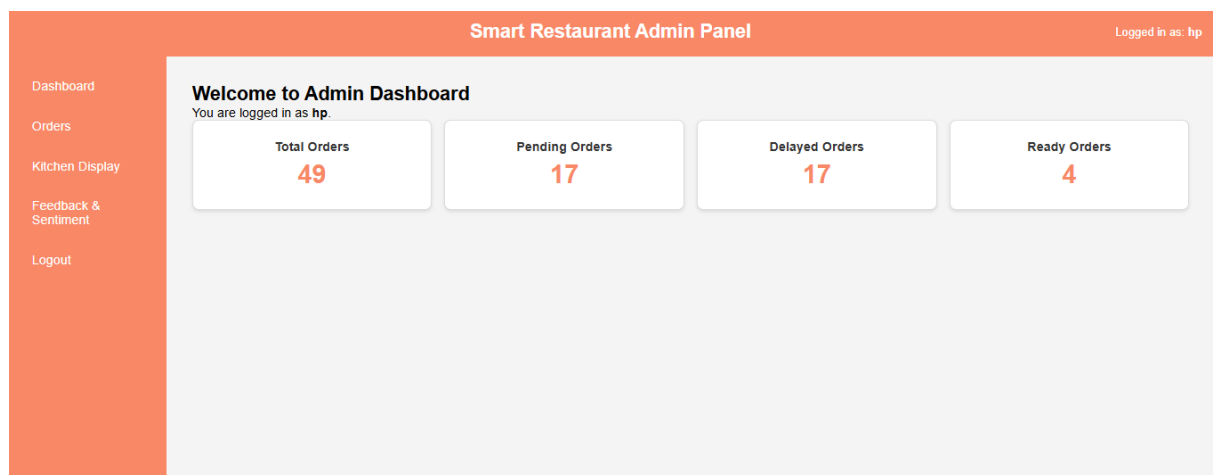 Smart Restaurant Admin Panel
Logged in as: hp
Dashboard
Orders
Kitchen Display
Feedback &
Sentiment
Logout
Welcome to Admin Dashboard
You are logged in as hp.
Total Orders
49
Pending Orders
17
Delayed Orders
17
Ready Orders
4